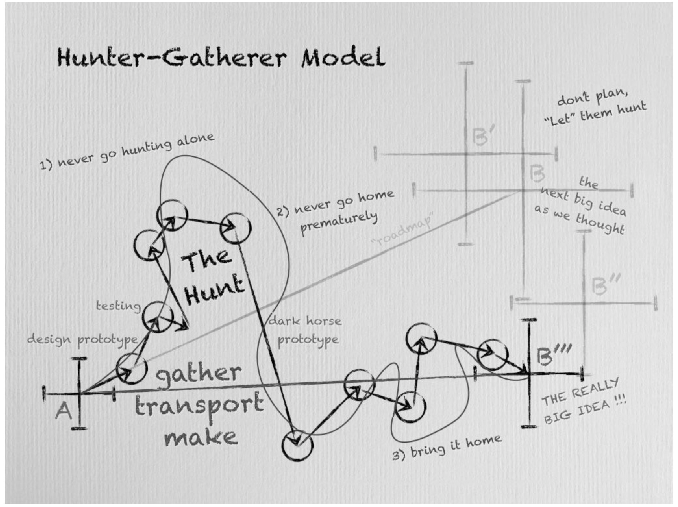 Hunter-Gatherer Model
don't plan,
"Let" them hunt
B'
1) never go hunting alone
B
the
next big idea
as we thought
2) never go home
prematurely
"roadmap"
The
Hunt
B''
testing
design prototype
dark horse
prototype
B'''
gather
transport
make
A
THE REALLY
BIG IDEA !!!
3) bring it home